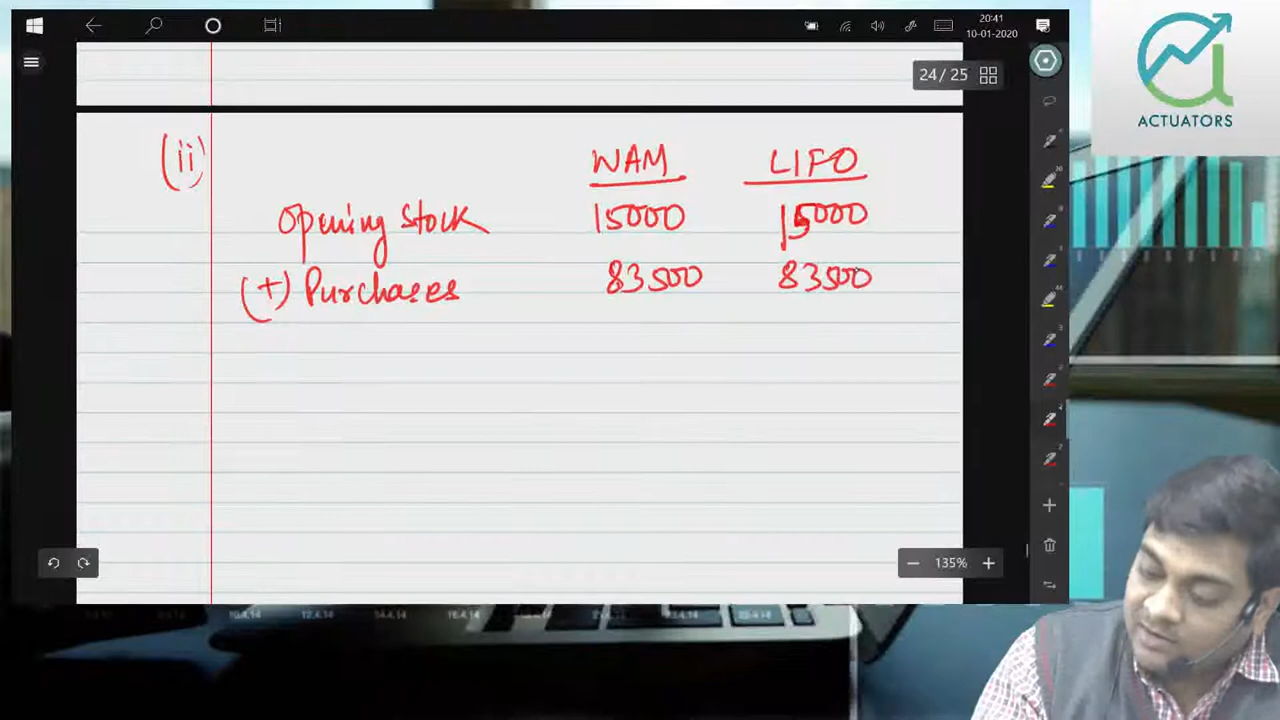 20:41
10-01-2020
24 / 25
ACTUATORS
(ii) WAM LIFO
Opening Stock 15000 15000
(+) Purchases 83500 83500
135%